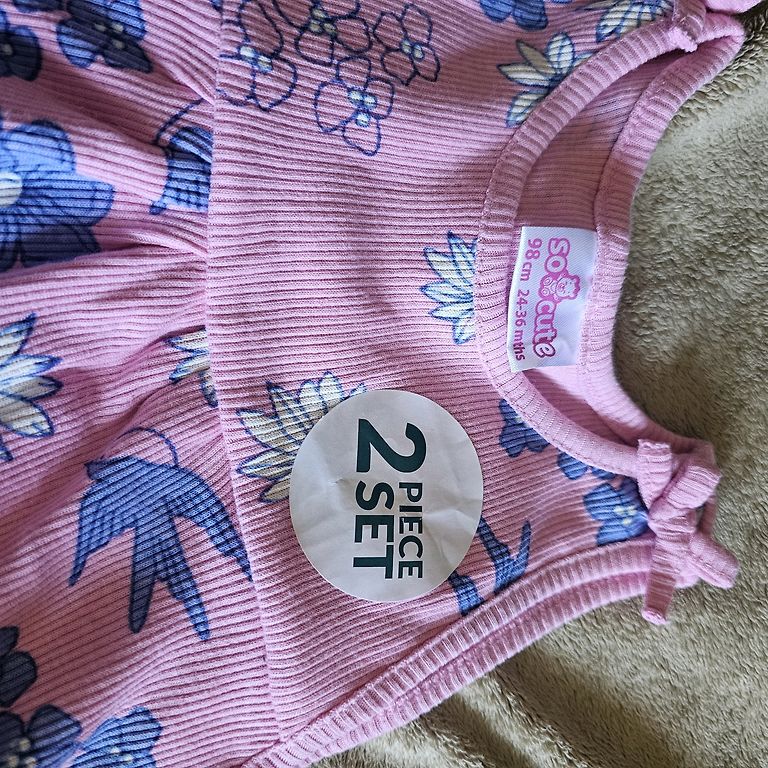 so cute
98 cm 24-36 mths
2 PIECE
SET